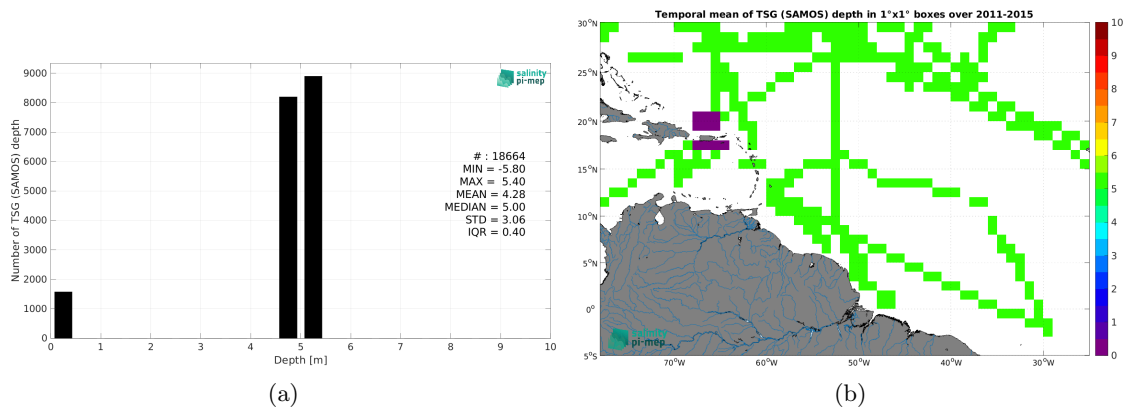 Number of TSG (SAMOS) depth
9000
8000
7000
6000
5000
4000
3000
2000
1000
0
0 1 2 3 4 5 6 7 8 9 10
Depth [m]
salinity
pi-mep
# : 18664
MIN = -5.80
MAX = 5.40
MEAN = 4.28
MEDIAN = 5.00
STD = 3.06
IQR = 0.40
(a)
Temporal mean of TSG (SAMOS) depth in 1°x1° boxes over 2011-2015
30°N
25°N
20°N
15°N
10°N
5°N
0°
5°S
70°W 60°W 50°W 40°W 30°W
salinity
pi-mep
10
9
8
7
6
5
4
3
2
1
0
(b)